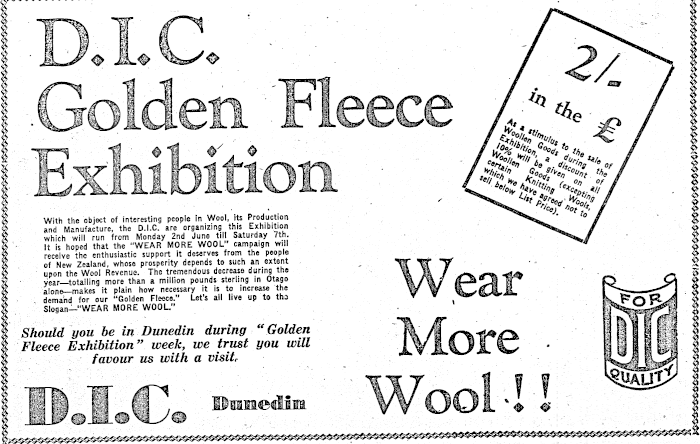 D.I.C.
Golden Fleece
Exhibition
With the object of interesting people in Wool, its Production
and Manufacture, the D.I.C. are organizing this Exhibition
which will run from Monday 2nd June till Saturday 7th.
It is hoped that the "WEAR MORE WOOL" campaign will
receive the enthusiastic support it deserves from the people
of New Zealand, whose prosperity depends to such an extent
upon the Wool Revenue. The tremendous decrease during the
year—totalling more than a million pounds sterling in Otago
alone—makes it plain how necessary it is to increase the
demand for our "Golden Fleece." Let's all live up to the
Slogan—"WEAR MORE WOOL."
Should you be in Dunedin during "Golden
Fleece Exhibition" week, we trust you will
favour us with a visit.
D.I.C. Dunedin
2/-
in the £
As a stimulus to the sale of
Woollen Goods during the
Exhibition, a discount of
10% will be given on all
Woollen Goods (excepting
certain Knitting Wools,
which we have agreed not to
sell below List Price).
Wear
More
Wool!!
FOR
DIC
QUALITY